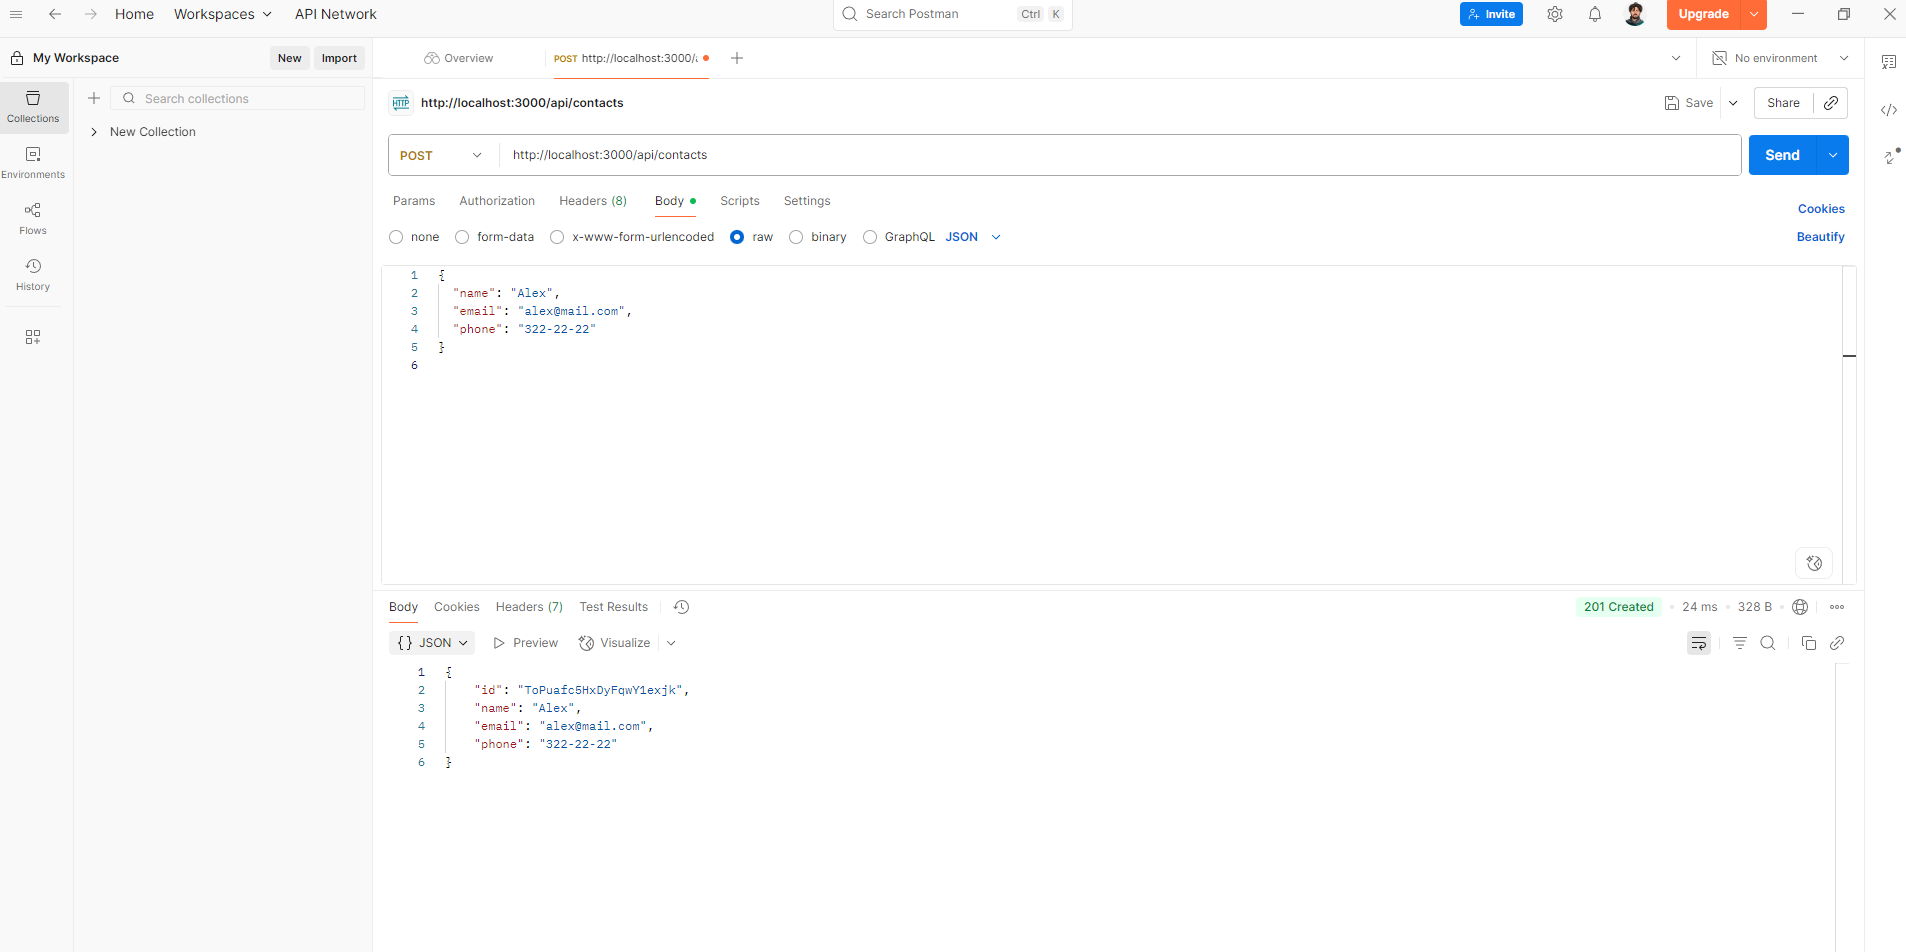 Home Workspaces API Network Search Postman Ctrl K Invite Upgrade
My Workspace New Import Overview POST http://localhost:3000/a No environment
Collections
Search collections
New Collection
Environments
Flows
History
HTTP http://localhost:3000/api/contacts Save Share
POST http://localhost:3000/api/contacts Send
Params Authorization Headers (8) Body Scripts Settings Cookies
none form-data x-www-form-urlencoded raw binary GraphQL JSON Beautify
1 {
2 "name": "Alex",
3 "email": "alex@mail.com",
4 "phone": "322-22-22"
5 }
6
Body Cookies Headers (7) Test Results 201 Created 24 ms 328 B
{} JSON Preview Visualize
1 {
2 "id": "ToPuafc5HxDyFqwY1exjk",
3 "name": "Alex",
4 "email": "alex@mail.com",
5 "phone": "322-22-22"
6 }